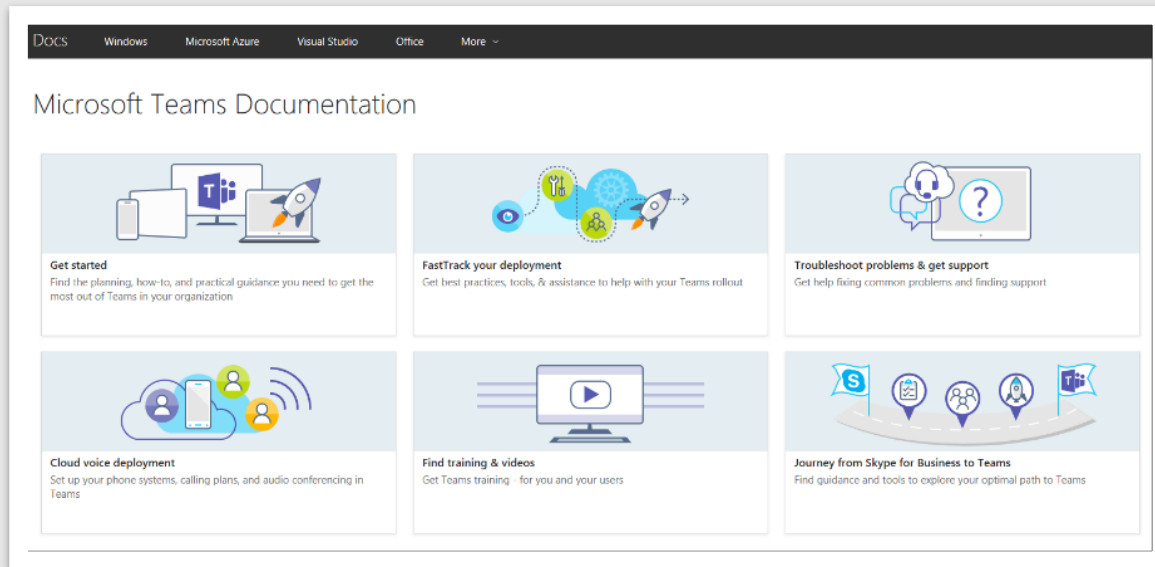 Docs Windows Microsoft Azure Visual Studio Office More
Microsoft Teams Documentation
T
Get started
Find the planning, how-to, and practical guidance you need to get the
most out of Teams in your organization
FastTrack your deployment
Get best practices, tools, & assistance to help with your Teams rollout
?
Troubleshoot problems & get support
Get help fixing common problems and finding support
Cloud voice deployment
Set up your phone systems, calling plans, and audio conferencing in
Teams
Find training & videos
Get Teams training - for you and your users
S
T
Journey from Skype for Business to Teams
Find guidance and tools to explore your optimal path to Teams